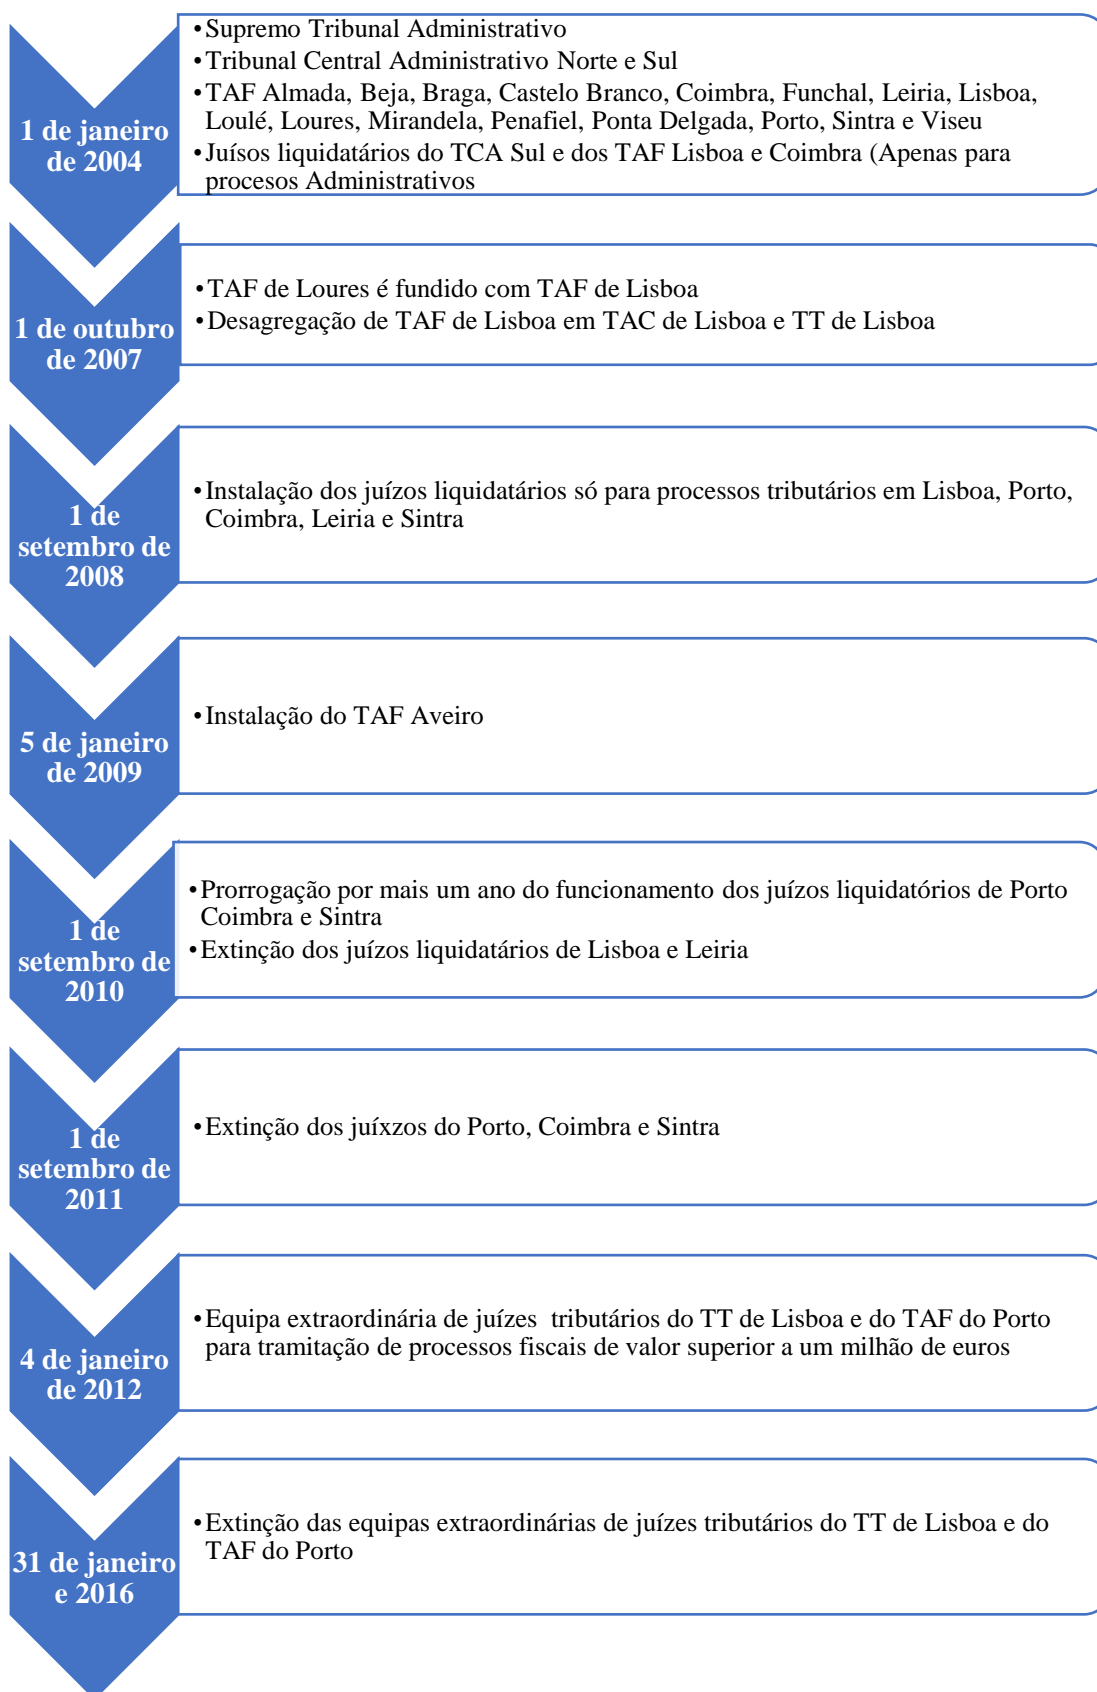 1 de janeiro
de 2004
•Supremo Tribunal Administrativo
•Tribunal Central Administrativo Norte e Sul
•TAF Almada, Beja, Braga, Castelo Branco, Coimbra, Funchal, Leiria, Lisboa,
Loulé, Loures, Mirandela, Penafiel, Ponta Delgada, Porto, Sintra e Viseu
•Juísos liquidatários do TCA Sul e dos TAF Lisboa e Coimbra (Apenas para
procesos Administrativos
1 de outubro
de 2007
•TAF de Loures é fundido com TAF de Lisboa
•Desagregação de TAF de Lisboa em TAC de Lisboa e TT de Lisboa
1 de
setembro de
2008
•Instalação dos juízos liquidatários só para processos tributários em Lisboa, Porto,
Coimbra, Leiria e Sintra
5 de janeiro
de 2009
•Instalação do TAF Aveiro
1 de
setembro de
2010
•Prorrogação por mais um ano do funcionamento dos juízos liquidatórios de Porto
Coimbra e Sintra
•Extinção dos juízos liquidatários de Lisboa e Leiria
1 de
setembro de
2011
•Extinção dos juíxzos do Porto, Coimbra e Sintra
4 de janeiro
de 2012
•Equipa extraordinária de juízes tributários do TT de Lisboa e do TAF do Porto
para tramitação de processos fiscais de valor superior a um milhão de euros
31 de janeiro
e 2016
•Extinção das equipas extraordinárias de juízes tributários do TT de Lisboa e do
TAF do Porto